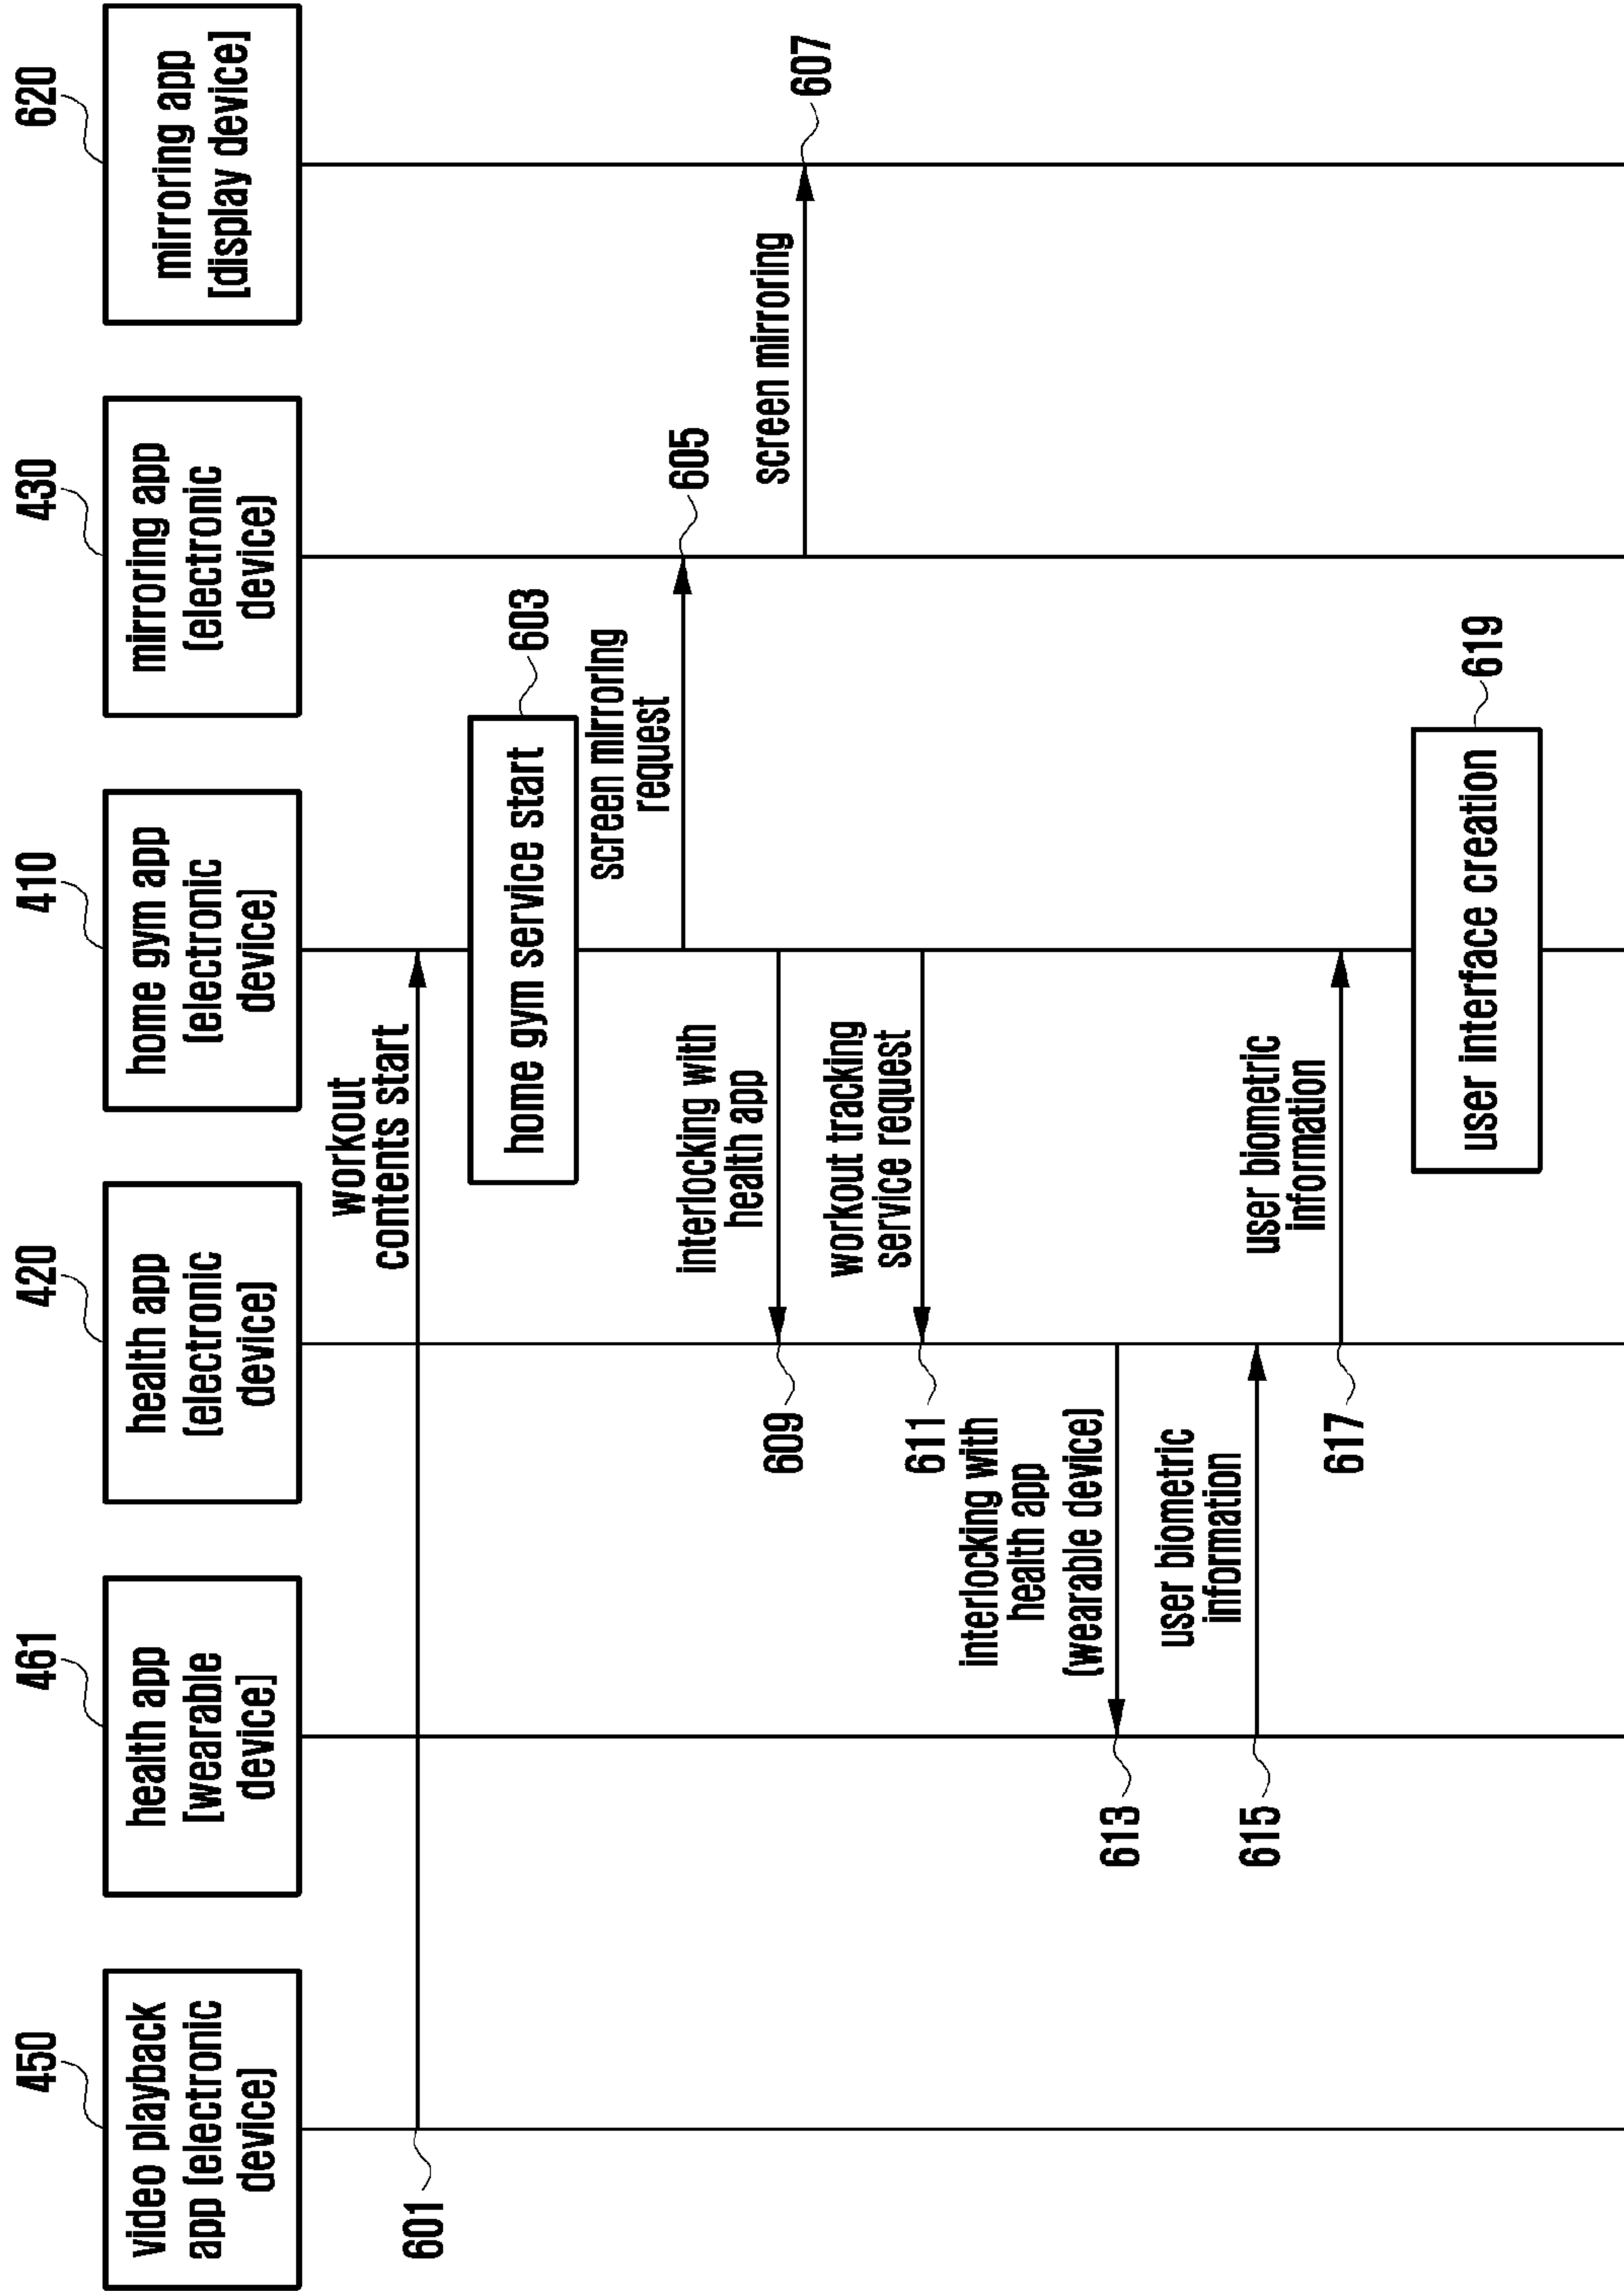 450
video playback
app (electronic
device)
461
health app
(wearable
device)
420
health app
(electronic
device)
410
home gym app
(electronic
device)
430
mirroring app
(electronic
device)
620
mirroring app
(display device)
601
workout
contents start
home gym service start
603
screen mirroring
request
605
screen mirroring
607
interlocking with
health app
609
workout tracking
service request
611
interlocking with
health app
(wearable device)
613
user biometric
information
615
user biometric
information
617
user interface creation
619